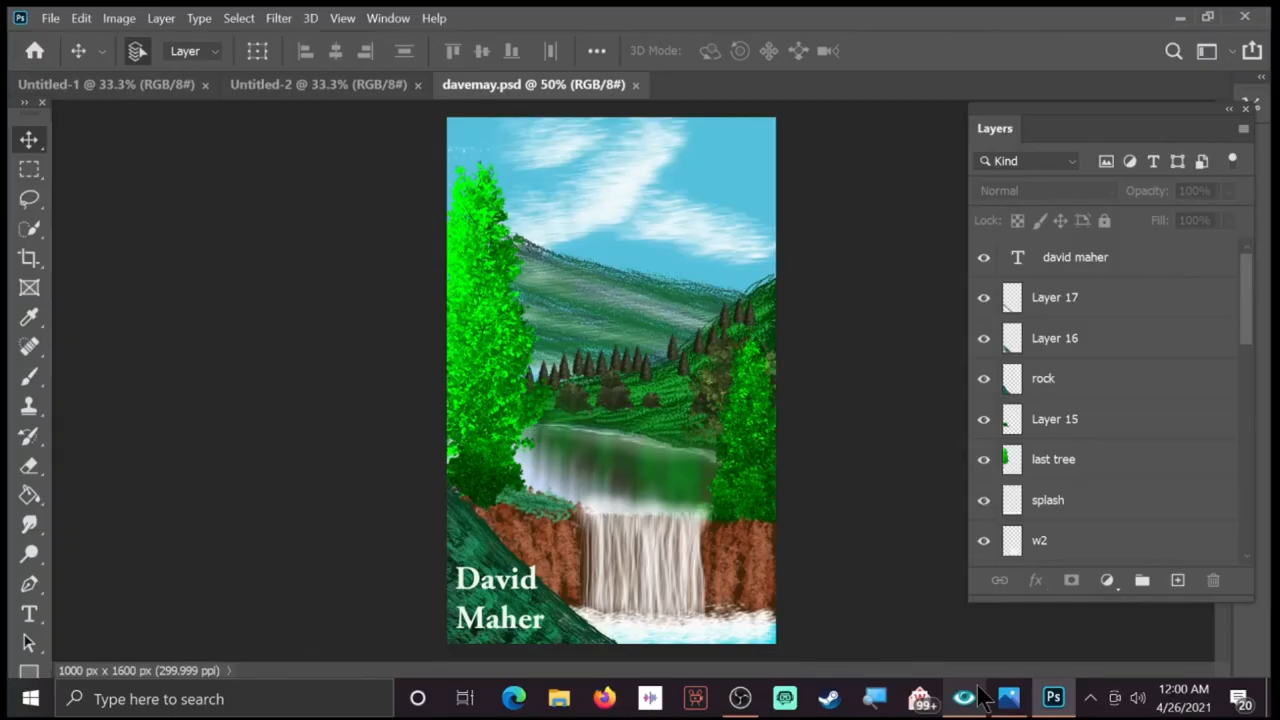 Ps File Edit Image Layer Type Select Filter 3D View Window Help
Layer 3D Mode:
Untitled-1 @ 33.3% (RGB/8#) × Untitled-2 @ 33.3% (RGB/8#) × davemay.psd @ 50% (RGB/8#) ×
Layers
Kind
Normal Opacity: 100%
Lock: Fill: 100%
T david maher
Layer 17
Layer 16
rock
Layer 15
last tree
splash
w2
fx
David
Maher
1000 px x 1600 px (299.999 ppi)
Type here to search
99+
Ps
12:00 AM
4/26/2021
20